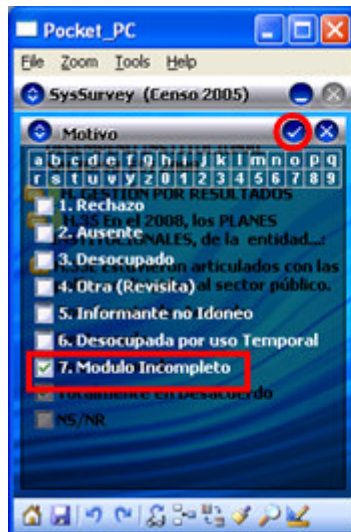 Pocket_PC
File Zoom Tools Help
SysSurvey (Censo 2005)
Motivo
a b c d e f g h i j k l m n o p q
r s t u v y z 0 1 2 3 4 5 6 7 8 9
H. GESTION POR RESULTADOS
1. Rechazo
H.35 En el 2008, los PLANES
2. Ausente
INSTITUCIONALES, de la entidad...:
3. Desocupado
articulados con las
4. Otra (Revisita)
al sector público.
5. Informante no Idoneo
6. Desocupada por uso Temporal
7. Modulo Incompleto
Totalmente en Desacuerdo
NS/NR